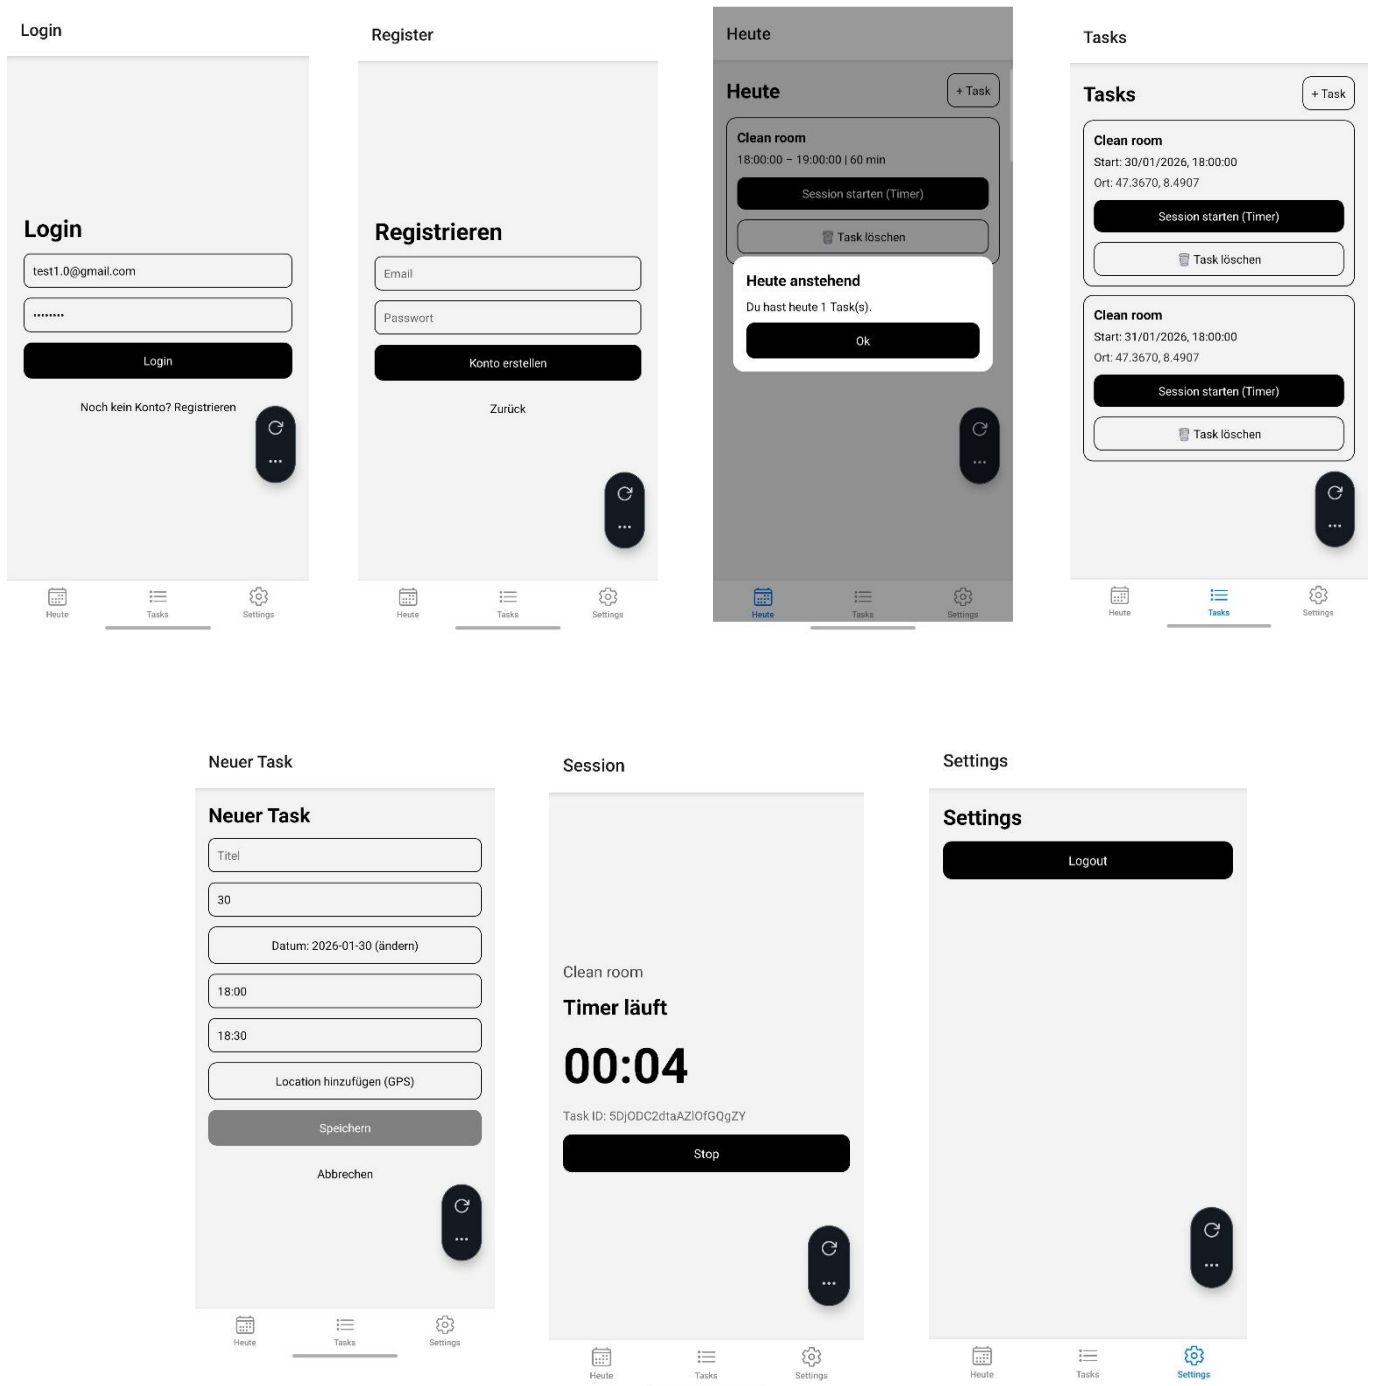 Login
Login
test1.0@gmail.com
••••••••
Login
Noch kein Konto? Registrieren
...
Heute
Tasks
Settings
Register
Registrieren
Email
Passwort
Konto erstellen
Zurück
...
Heute
Tasks
Settings
Heute
Heute
+ Task
Clean room
18:00:00 – 19:00:00 | 60 min
Session starten (Timer)
Task löschen
Heute anstehend
Du hast heute 1 Task(s).
Ok
...
Heute
Tasks
Settings
Tasks
Tasks
+ Task
Clean room
Start: 30/01/2026, 18:00:00
Ort: 47.3670, 8.4907
Session starten (Timer)
Task löschen
Clean room
Start: 31/01/2026, 18:00:00
Ort: 47.3670, 8.4907
Session starten (Timer)
Task löschen
...
Heute
Tasks
Settings
Neuer Task
Neuer Task
Titel
30
Datum: 2026-01-30 (ändern)
18:00
18:30
Location hinzufügen (GPS)
Speichern
Abbrechen
...
Heute
Tasks
Settings
Session
Clean room
Timer läuft
00:04
Task ID: 5DjODC2dtaAZlOfGQgZY
Stop
...
Heute
Tasks
Settings
Settings
Settings
Logout
...
Heute
Tasks
Settings